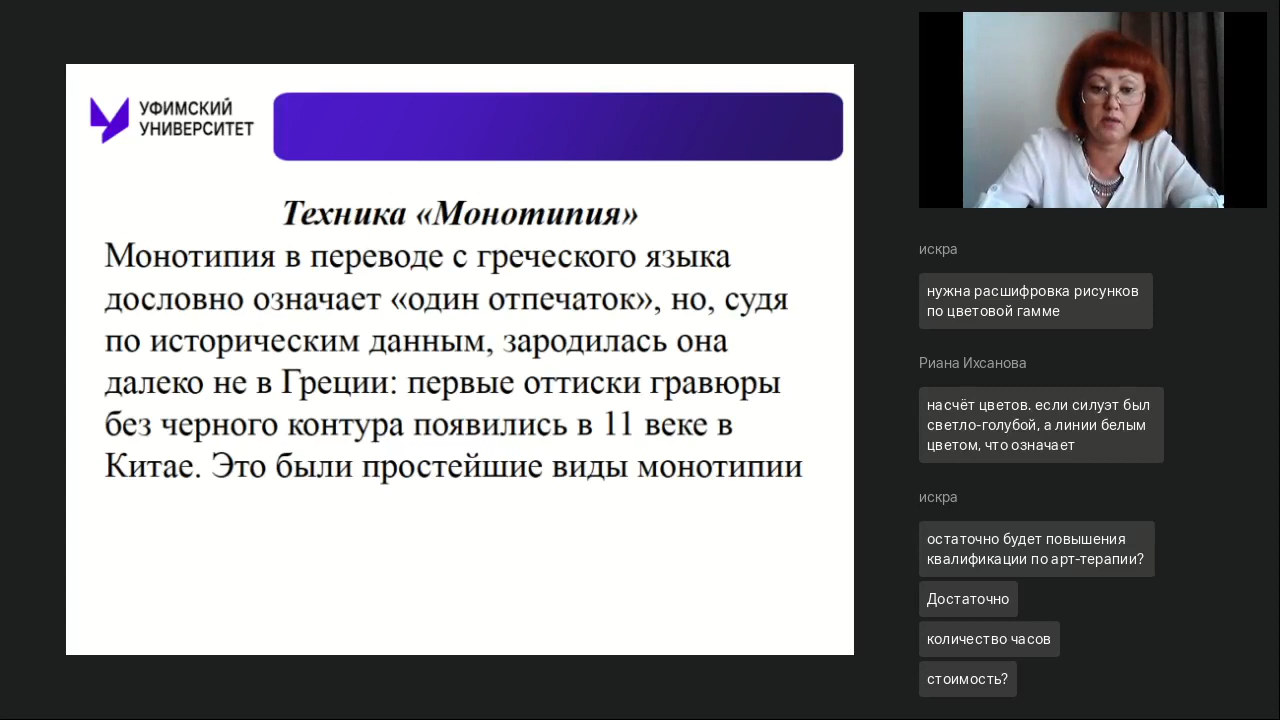 УФИМСКИЙ
УНИВЕРСИТЕТ
Техника «Монотипия»
Монотипия в переводе с греческого языка
дословно означает «один отпечаток», но, судя
по историческим данным, зародилась она
далеко не в Греции: первые оттиски гравюры
без черного контура появились в 11 веке в
Китае. Это были простейшие виды монотипии
искра
нужна расшифровка рисунков
по цветовой гамме
Риана Ихсанова
насчёт цветов. если силуэт был
светло-голубой, а линии белым
цветом, что означает
искра
остаточно будет повышения
квалификации по арт-терапии?
Достаточно
количество часов
стоимость?